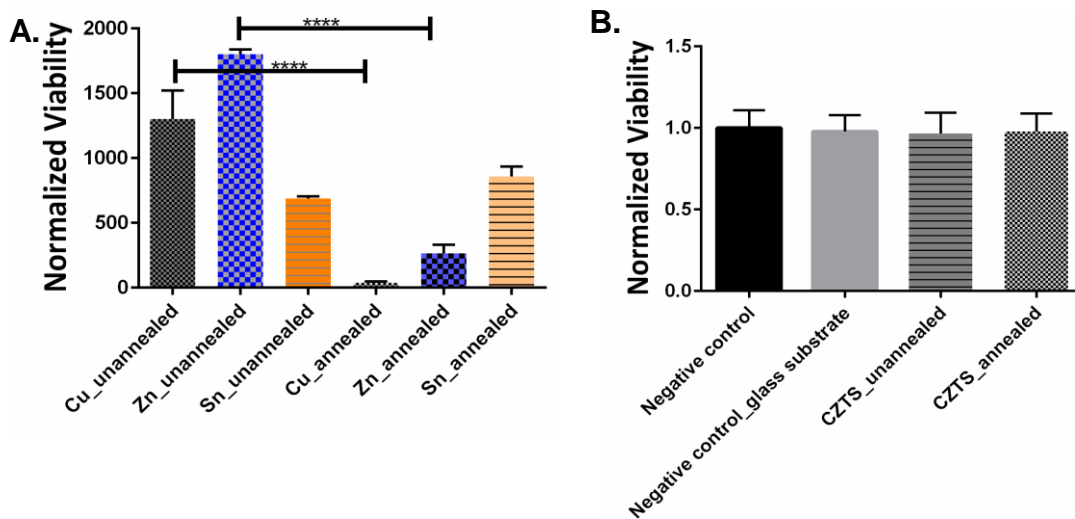 A.
Normalized Viability
2000
1500
1000
500
0
****
****
Cu_unannealed
Zn_unannealed
Sn_unannealed
Cu_annealed
Zn_annealed
Sn_annealed
B.
Normalized Viability
1.5
1.0
0.5
0.0
Negative control
Negative control_glass substrate
CZTS_unannealed
CZTS_annealed